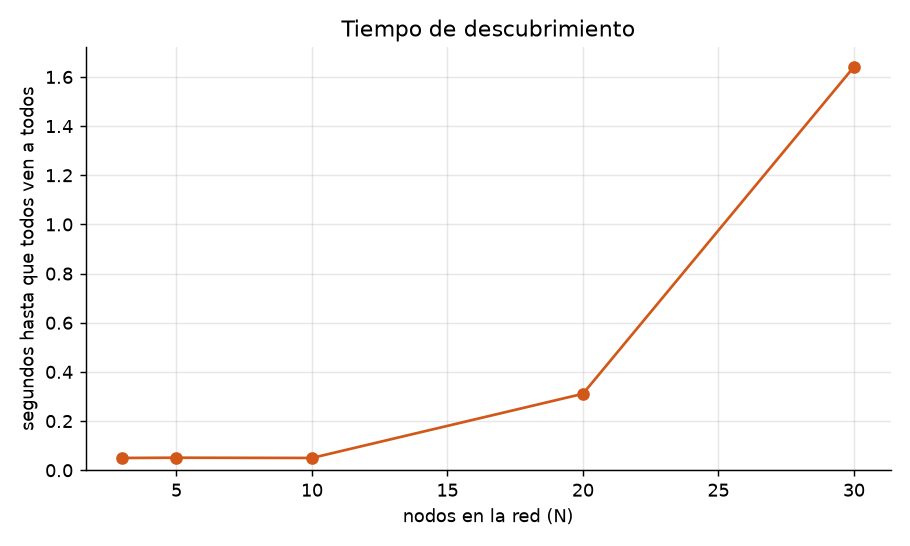 Tiempo de descubrimiento
segundos hasta que todos ven a todos
1.6
1.4
1.2
1.0
0.8
0.6
0.4
0.2
0.0
5 10 15 20 25 30
nodos en la red (N)